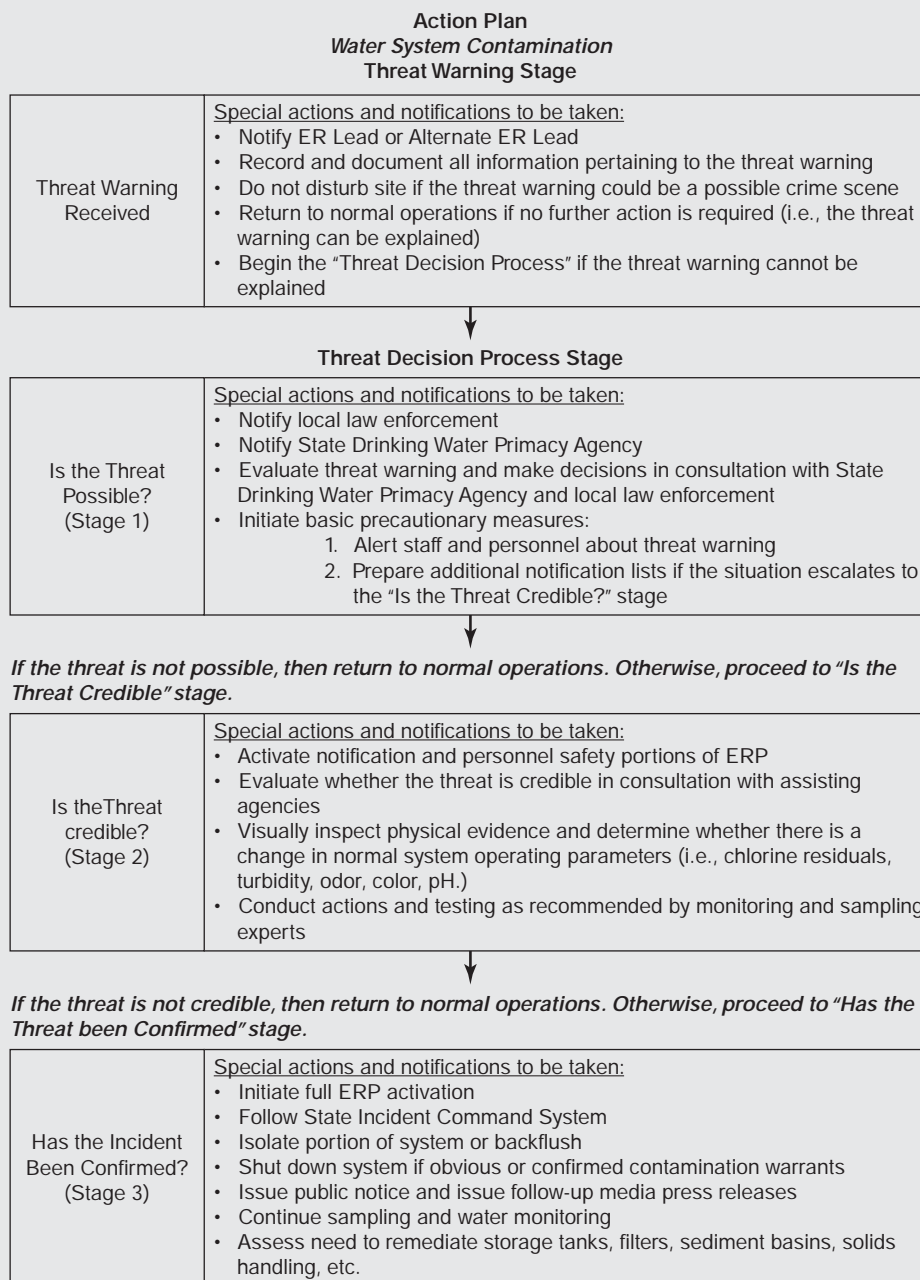 Action Plan
Water System Contamination
Threat Warning Stage
Threat Warning
Received
Special actions and notifications to be taken:
• Notify ER Lead or Alternate ER Lead
• Record and document all information pertaining to the threat warning
• Do not disturb site if the threat warning could be a possible crime scene
• Return to normal operations if no further action is required (i.e., the threat
warning can be explained)
• Begin the “Threat Decision Process” if the threat warning cannot be
explained
Threat Decision Process Stage
Is the Threat
Possible?
(Stage 1)
Special actions and notifications to be taken:
• Notify local law enforcement
• Notify State Drinking Water Primacy Agency
• Evaluate threat warning and make decisions in consultation with State
Drinking Water Primacy Agency and local law enforcement
• Initiate basic precautionary measures:
1. Alert staff and personnel about threat warning
2. Prepare additional notification lists if the situation escalates to
the “Is the Threat Credible?” stage
If the threat is not possible, then return to normal operations. Otherwise, proceed to “Is the
Threat Credible” stage.
Is theThreat
credible?
(Stage 2)
Special actions and notifications to be taken:
• Activate notification and personnel safety portions of ERP
• Evaluate whether the threat is credible in consultation with assisting
agencies
• Visually inspect physical evidence and determine whether there is a
change in normal system operating parameters (i.e., chlorine residuals,
turbidity, odor, color, pH.)
• Conduct actions and testing as recommended by monitoring and sampling
experts
If the threat is not credible, then return to normal operations. Otherwise, proceed to “Has the
Threat been Confirmed” stage.
Has the Incident
Been Confirmed?
(Stage 3)
Special actions and notifications to be taken:
• Initiate full ERP activation
• Follow State Incident Command System
• Isolate portion of system or backflush
• Shut down system if obvious or confirmed contamination warrants
• Issue public notice and issue follow-up media press releases
• Continue sampling and water monitoring
• Assess need to remediate storage tanks, filters, sediment basins, solids
handling, etc.